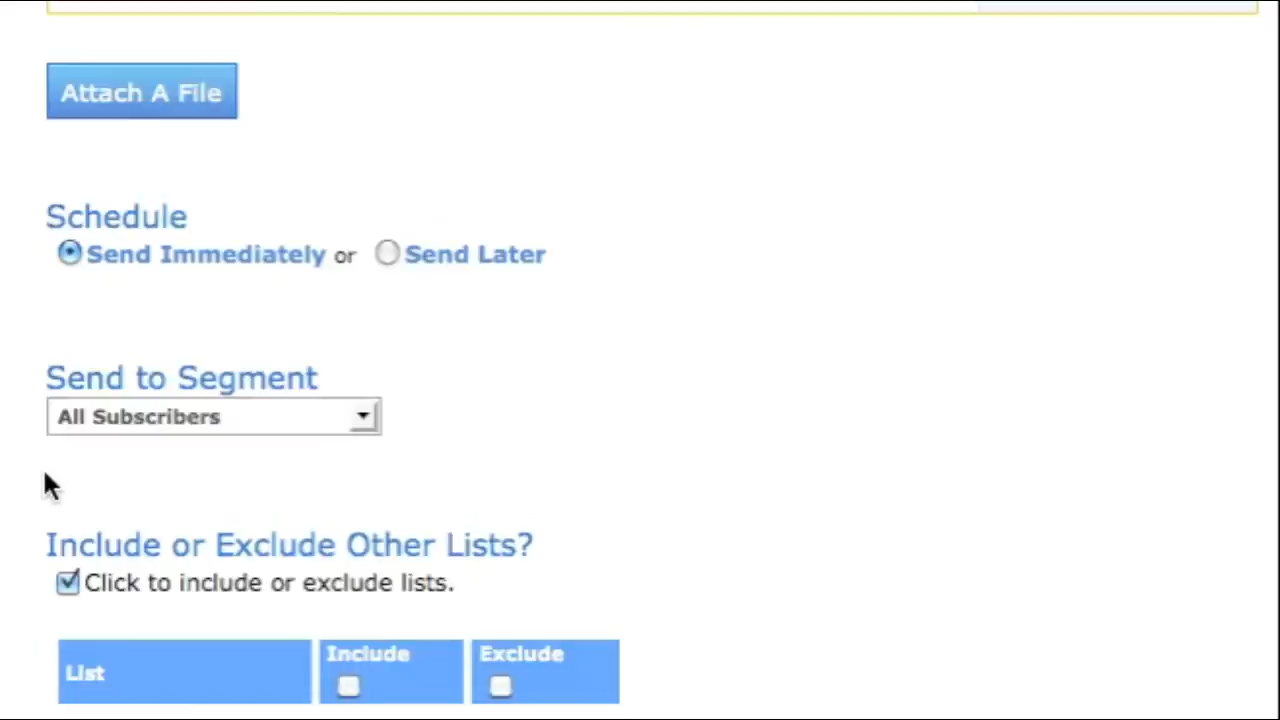 Attach A File
Schedule
Send Immediately or Send Later
Send to Segment
All Subscribers
Include or Exclude Other Lists?
Click to include or exclude lists.
List Include Exclude